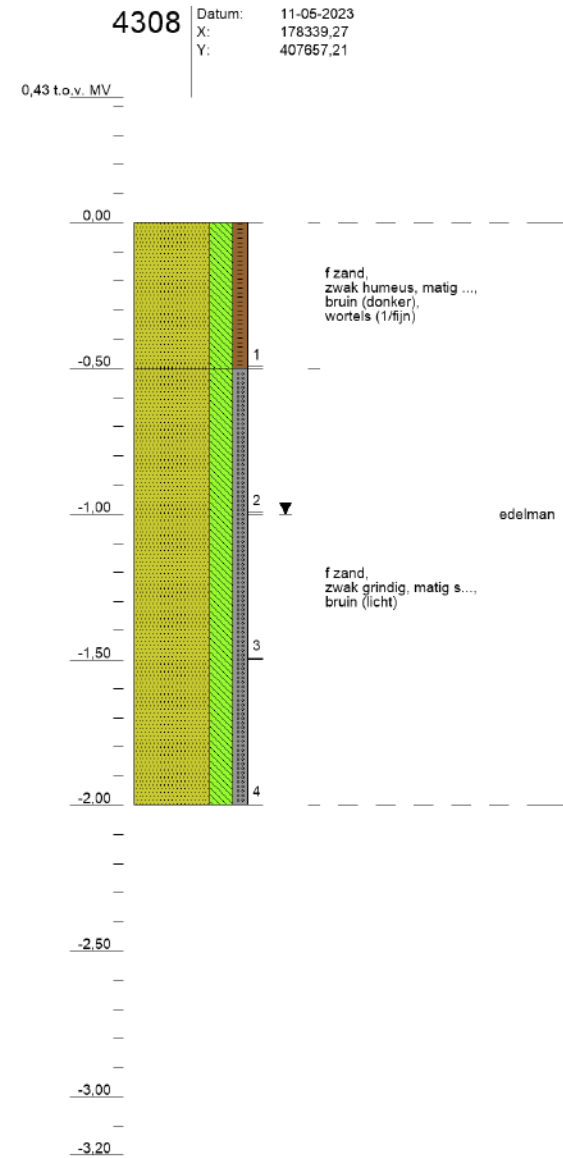 4308
Datum: 11-05-2023
X: 178339,27
Y: 407657,21
0,43 t.o.v. MV
0,00
f zand,
zwak humeus, matig ...,
bruin (donker),
wortels (1/fijn)
1
-0,50
2
-1,00
edelman
f zand,
zwak grindig, matig s...,
bruin (licht)
3
-1,50
4
-2,00
-2,50
-3,00
-3,20